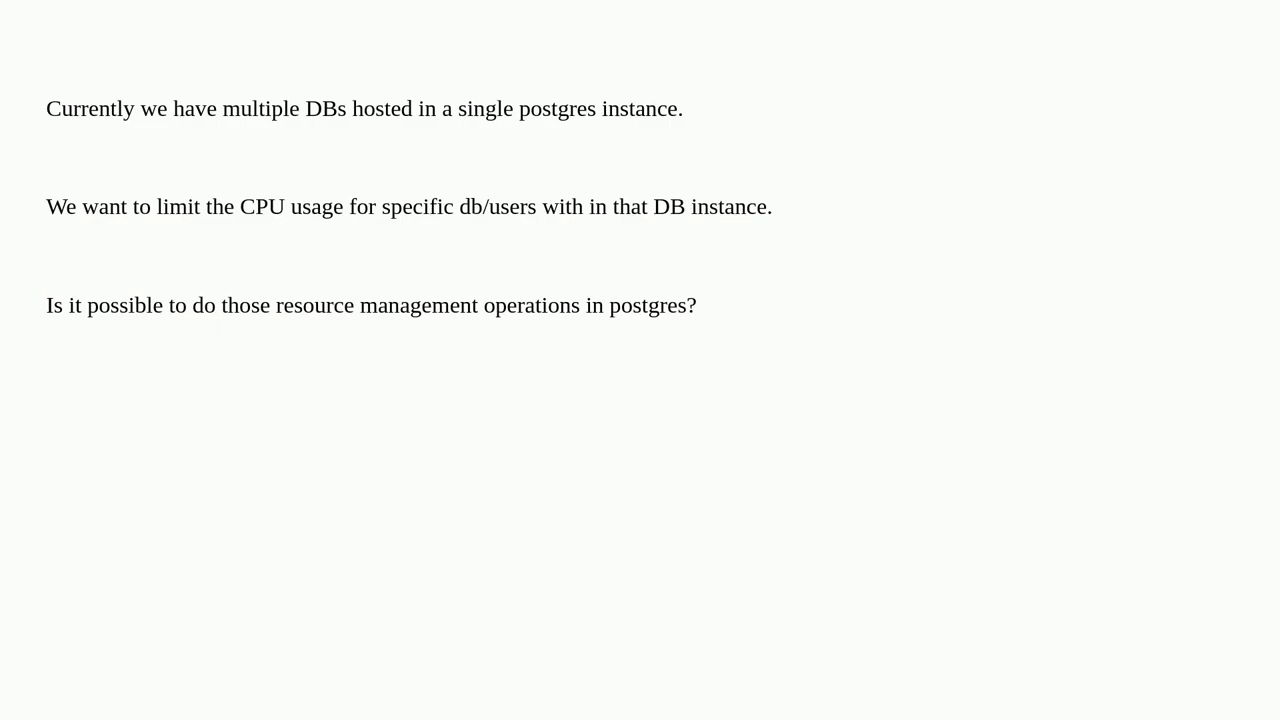 Currently we have multiple DBs hosted in a single postgres instance.
We want to limit the CPU usage for specific db/users with in that DB instance.
Is it possible to do those resource management operations in postgres?